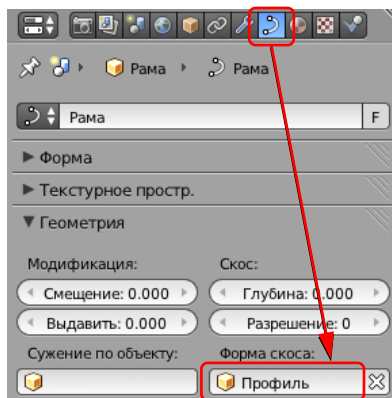 Рама Рама
Рама F
Форма
Текстурное простр.
Геометрия
Модификация: Скос:
Смещение: 0.000 Глубина: 0.000
Выдавить: 0.000 Разрешение: 0
Сужение по объекту: Форма скоса:
Профиль